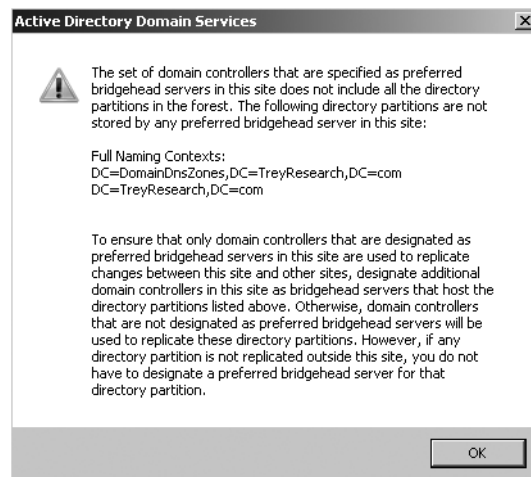 Active Directory Domain Services
The set of domain controllers that are specified as preferred
bridgehead servers in this site does not include all the directory
partitions in the forest. The following directory partitions are not
stored by any preferred bridgehead server in this site:
Full Naming Contexts:
DC=DomainDnsZones,DC=TreyResearch,DC=com
DC=TreyResearch,DC=com
To ensure that only domain controllers that are designated as
preferred bridgehead servers in this site are used to replicate
changes between this site and other sites, designate additional
domain controllers in this site as bridgehead servers that host the
directory partitions listed above. Otherwise, domain controllers
that are not designated as preferred bridgehead servers will be
used to replicate these directory partitions. However, if any
directory partition is not replicated outside this site, you do not
have to designate a preferred bridgehead server for that
directory partition.
OK